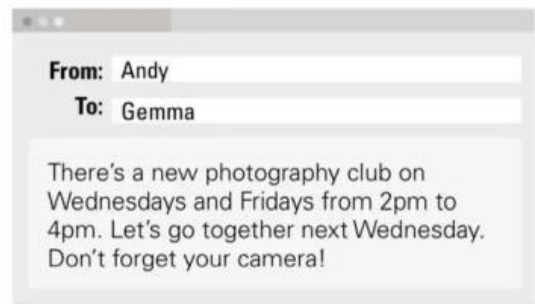 From: Andy
To: Gemma
There's a new photography club on
Wednesdays and Fridays from 2pm to
4pm. Let's go together next Wednesday.
Don't forget your camera!